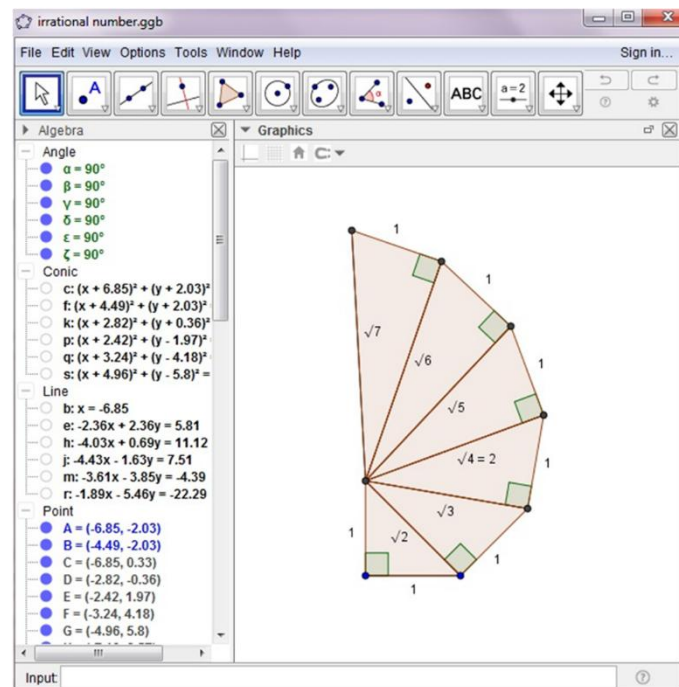 irrational number.ggb
File Edit View Options Tools Window Help Sign in...
A α ABC a = 2
Algebra Graphics
Angle
α = 90°
β = 90°
γ = 90°
δ = 90°
ε = 90°
ζ = 90°
Conic
c: (x + 6.85)² + (y + 2.03)²
f: (x + 4.49)² + (y + 2.03)²
k: (x + 2.82)² + (y + 0.36)²
p: (x + 2.42)² + (y - 1.97)²
q: (x + 3.24)² + (y - 4.18)²
s: (x + 4.96)² + (y - 5.8)² =
Line
b: x = -6.85
e: -2.36x + 2.36y = 5.81
h: -4.03x + 0.69y = 11.12
j: -4.43x - 1.63y = 7.51
m: -3.61x - 3.85y = -4.39
r: -1.89x - 5.46y = -22.29
Point
A = (-6.85, -2.03)
B = (-4.49, -2.03)
C = (-6.85, 0.33)
D = (-2.82, -0.36)
E = (-2.42, 1.97)
F = (-3.24, 4.18)
G = (-4.96, 5.8)
1
1
√7
√6
1
√5
√4 = 2
1
√3
1
√2
1
1
Input: